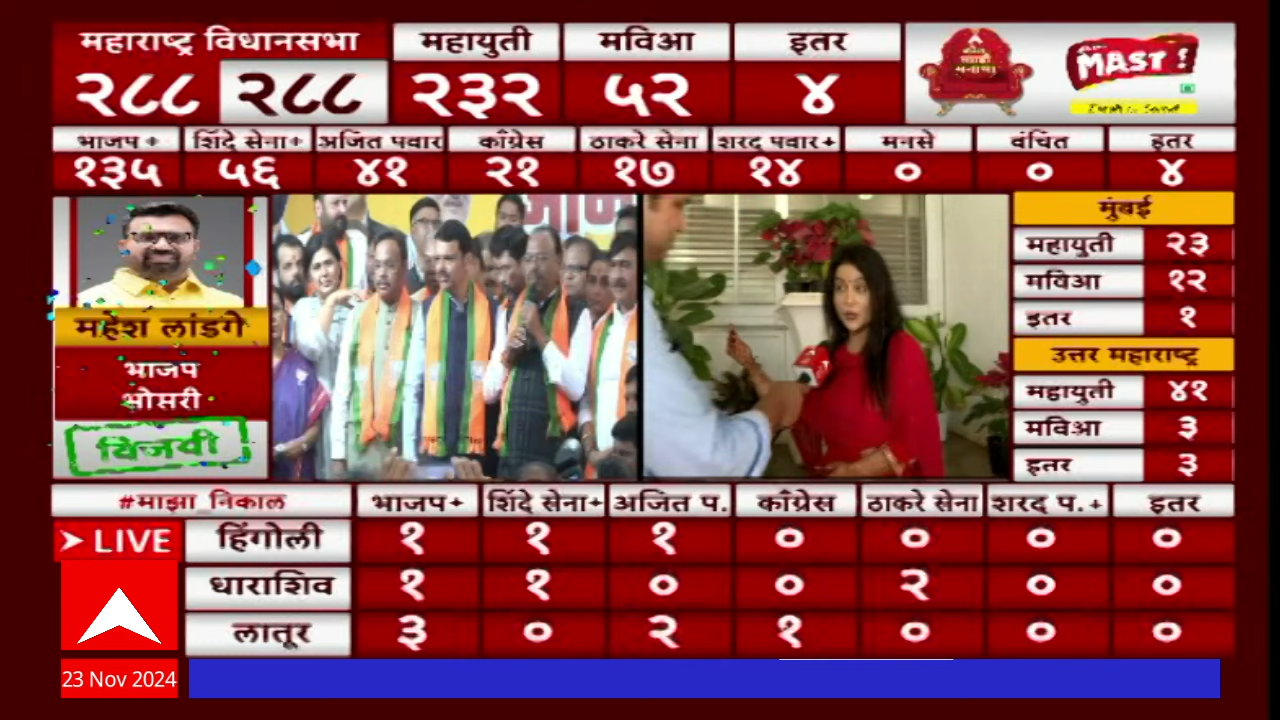 महाराष्ट्र विधानसभा महायुती मविआ इतर
२८८ २८८ २३२ ५२ ४
MAST!
भाजप + शिंदे सेना+ अजित पवार काँग्रेस ठाकरे सेना शरद पवार+ मनसे वंचित इतर
१३५ ५६ ४१ २१ १७ १४ ० ० ४
महेश लांडगे
भाजप
भोसरी
विजयी
मुंबई
महायुती २३
मविआ १२
इतर १
उत्तर महाराष्ट्र
महायुती ४१
मविआ ३
इतर ३
#माझा_निकाल भाजप+ शिंदे सेना+ अजित प. काँग्रेस ठाकरे सेना शरद प.+ इतर
LIVE हिंगोली १ १ १ ० ० ० ०
धाराशिव १ १ ० ० २ ० ०
लातूर ३ ० २ १ ० ० ०
23 Nov 2024